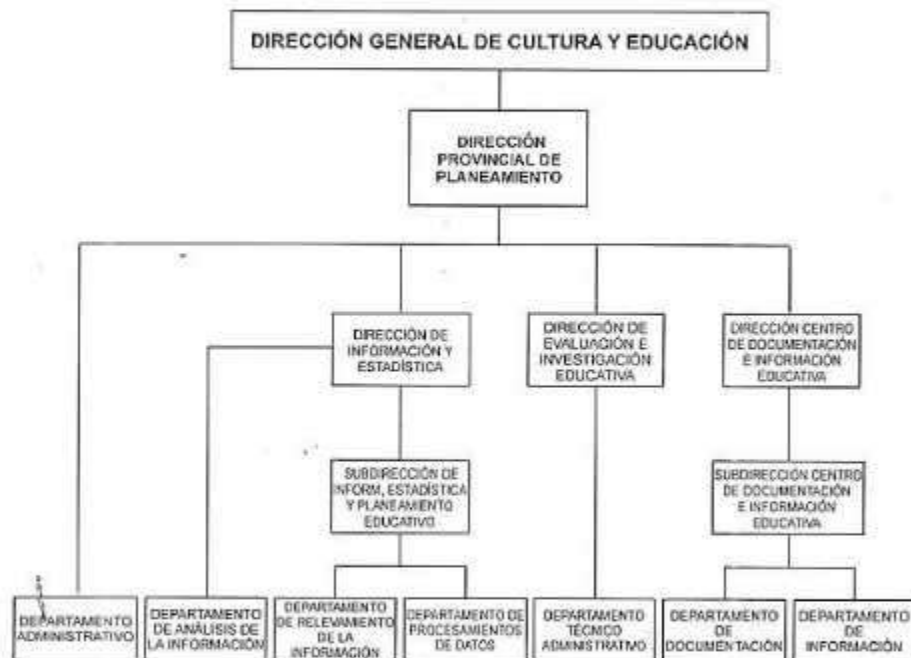 DIRECCIÓN GENERAL DE CULTURA Y EDUCACIÓN
DIRECCIÓN
PROVINCIAL DE
PLANEAMIENTO
DIRECCIÓN DE
INFORMACIÓN Y
ESTADÍSTICA
DIRECCIÓN DE
EVALUACIÓN E
INVESTIGACIÓN
EDUCATIVA
DIRECCIÓN CENTRO
DE DOCUMENTACIÓN
E INFORMACIÓN
EDUCATIVA
SUBDIRECCIÓN DE
INFORM, ESTADÍSTICA
Y PLANEAMIENTO
EDUCATIVO
SUBDIRECCIÓN CENTRO
DE DOCUMENTACIÓN
E INFORMACIÓN
EDUCATIVA
DEPARTAMENTO
ADMINISTRATIVO
DEPARTAMENTO
DE ANÁLISIS DE
LA INFORMACIÓN
DEPARTAMENTO
DE RELEVAMIENTO
DE LA
INFORMACIÓN
DEPARTAMENTO DE
PROCESAMIENTOS
DE DATOS
DEPARTAMENTO
TÉCNICO
ADMINISTRATIVO
DEPARTAMENTO
DE
DOCUMENTACIÓN
DEPARTAMENTO
DE
INFORMACIÓN